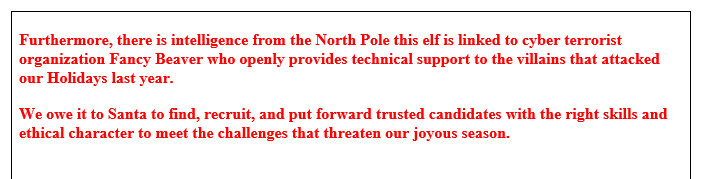 Furthermore, there is intelligence from the North Pole this elf is linked to cyber terrorist
organization Fancy Beaver who openly provides technical support to the villains that attacked
our Holidays last year.
We owe it to Santa to find, recruit, and put forward trusted candidates with the right skills and
ethical character to meet the challenges that threaten our joyous season.